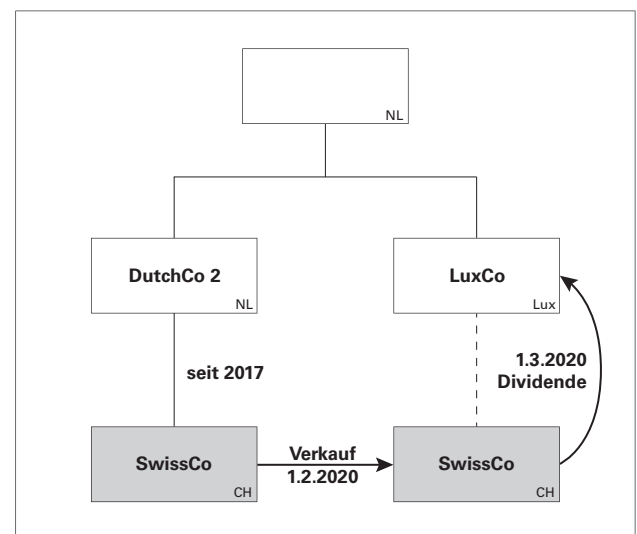 NL
DutchCo 2
NL
LuxCo
Lux
seit 2017
1.3.2020
Dividende
SwissCo
CH
Verkauf
1.2.2020
SwissCo
CH